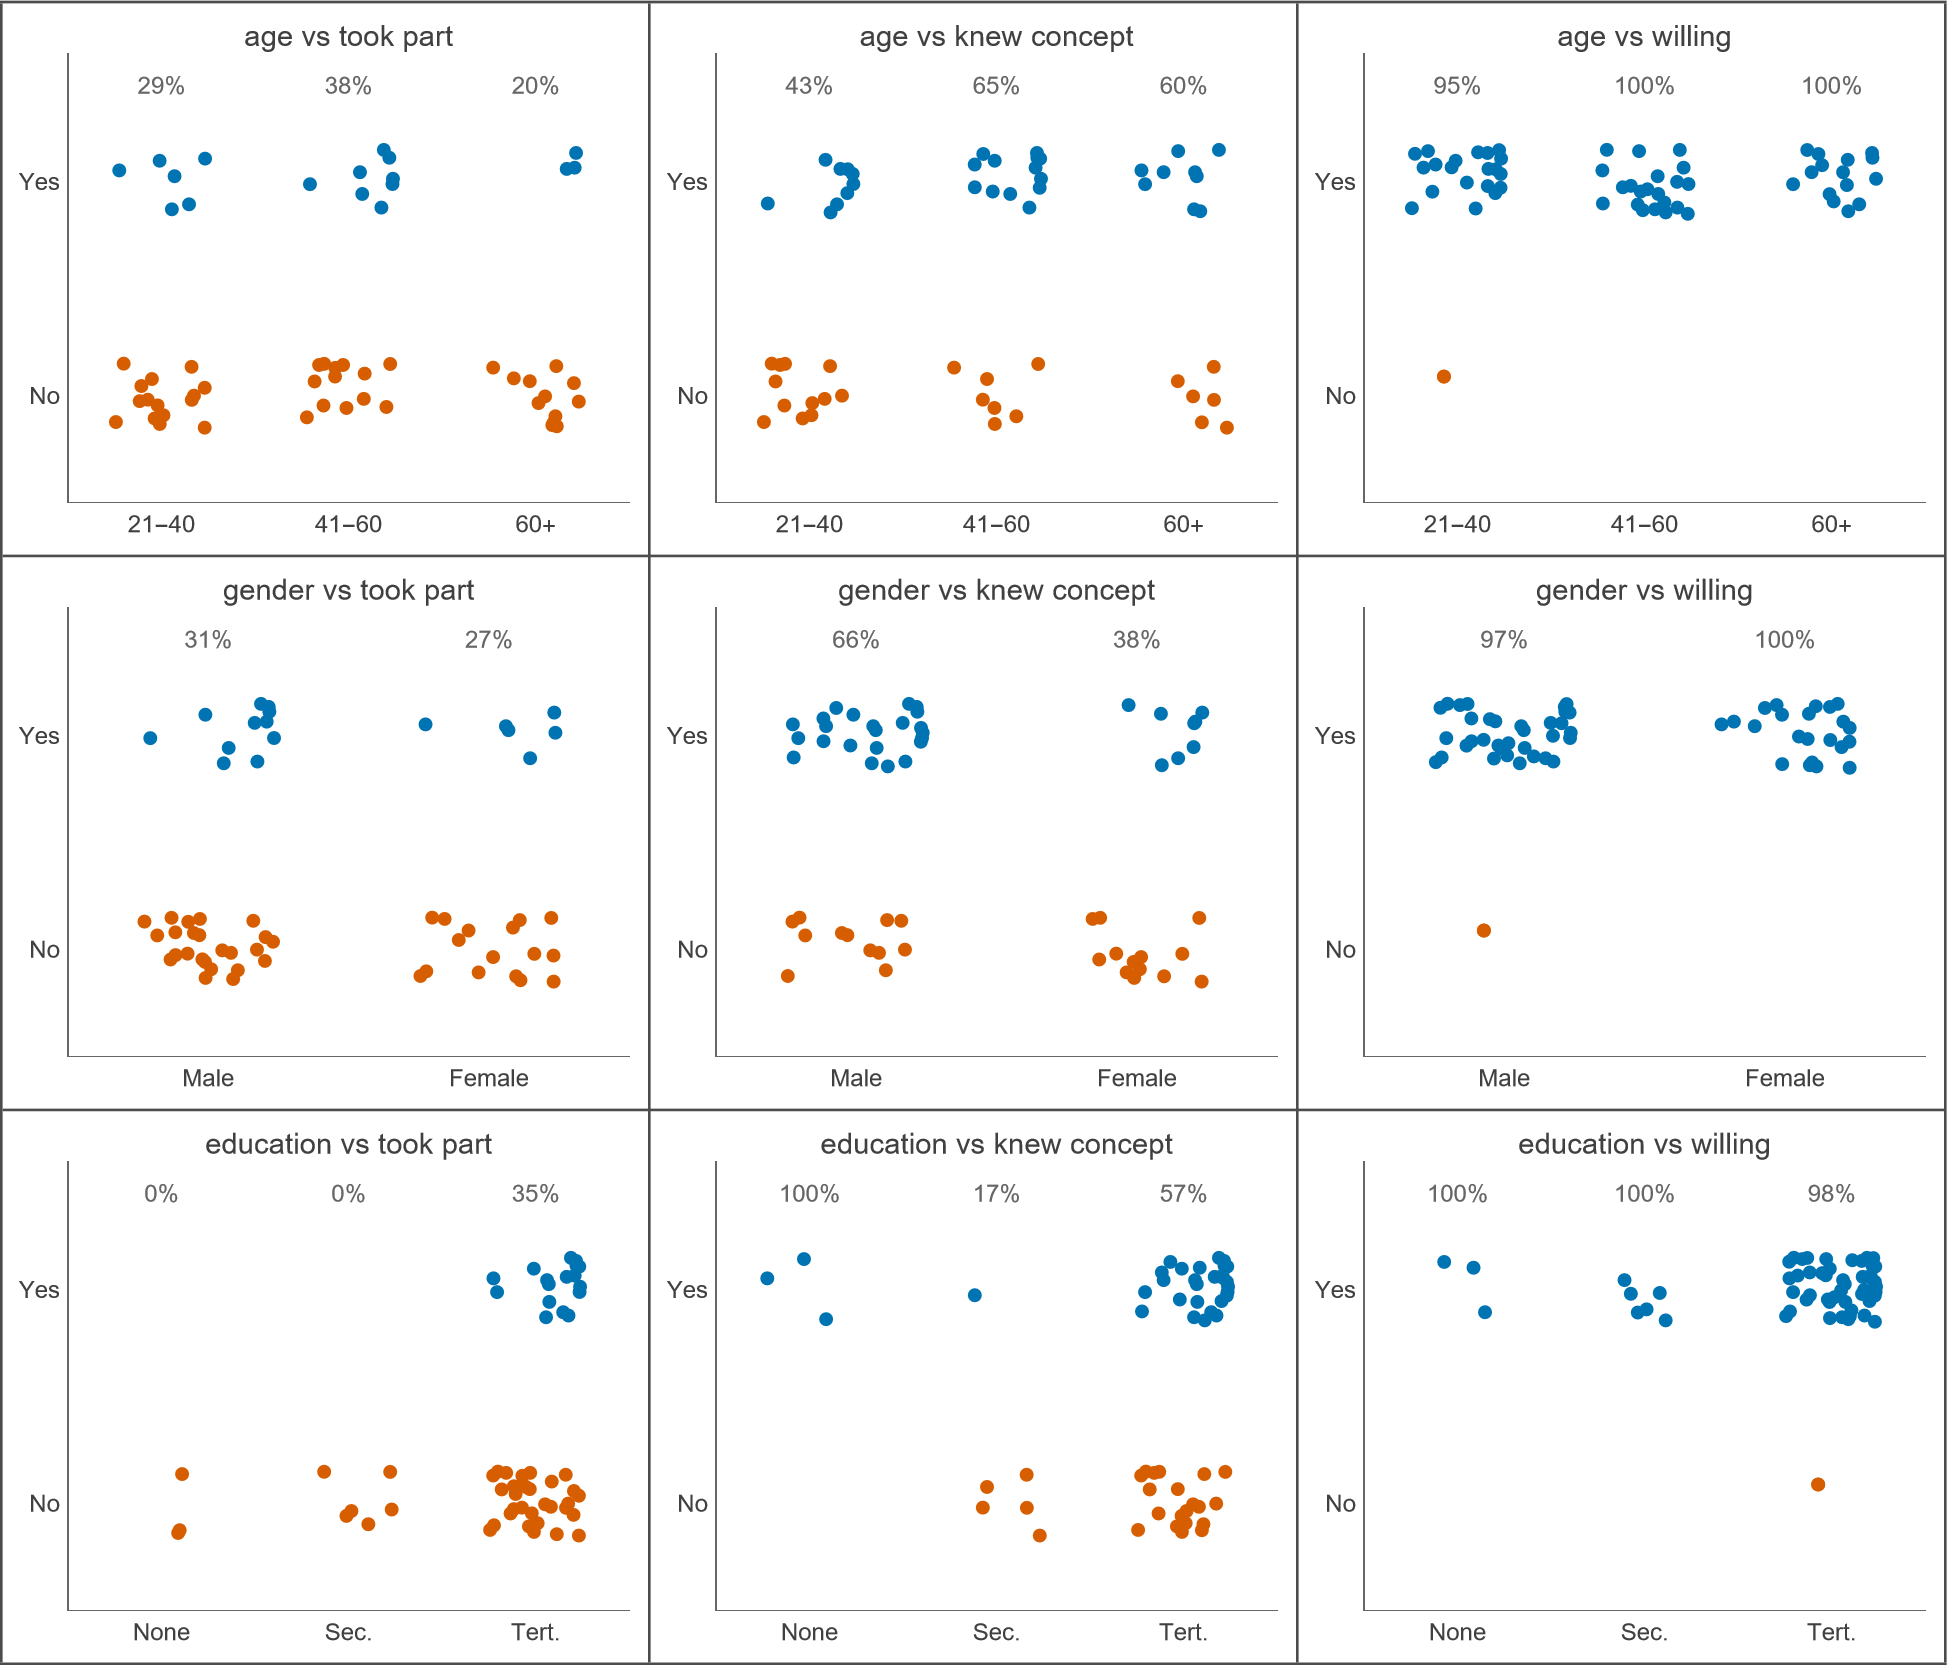 age vs took part
29% 38% 20%
Yes
No
21–40 41–60 60+
age vs knew concept
43% 65% 60%
Yes
No
21–40 41–60 60+
age vs willing
95% 100% 100%
Yes
No
21–40 41–60 60+
gender vs took part
31% 27%
Yes
No
Male Female
gender vs knew concept
66% 38%
Yes
No
Male Female
gender vs willing
97% 100%
Yes
No
Male Female
education vs took part
0% 0% 35%
Yes
No
None Sec. Tert.
education vs knew concept
100% 17% 57%
Yes
No
None Sec. Tert.
education vs willing
100% 100% 98%
Yes
No
None Sec. Tert.